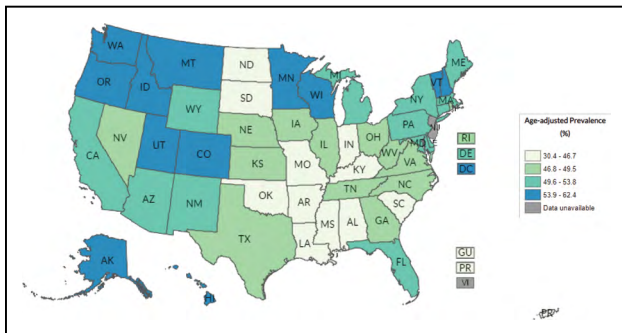 WA
MT
ND
MN
ME
OR
ID
SD
WI
MI
VT
NY
MA
WY
NV
NE
IA
IL
IN
OH
PA
NJ
MD
CA
UT
CO
KS
MO
KY
WV
VA
AZ
NM
OK
AR
TN
NC
SC
TX
LA
MS
AL
GA
FL
AK
HI
RI
DE
DC
GU
PR
VI
PR
Age-adjusted Prevalence
(%)
30.4 - 46.7
46.8 - 49.5
49.6 - 53.8
53.9 - 62.4
Data unavailable